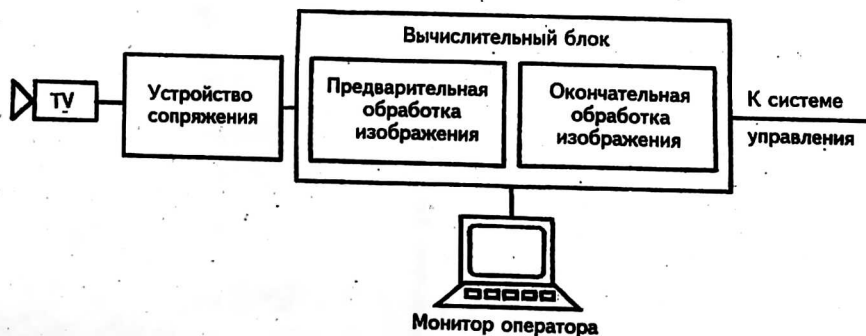 TV
Устройство
сопряжения
Вычислительный блок
Предварительная
обработка
изображения
Окончательная
обработка
изображения
К системе
управления
Монитор оператора